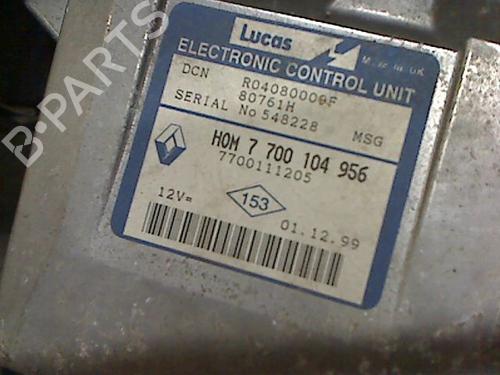 Lucas
ELECTRONIC CONTROL UNIT
DCN R04080009F
80761H
SERIAL No 548228 MSG
HOM 7 700 104 956
7700111205
12V= 153 01.12.99
B-PARTS